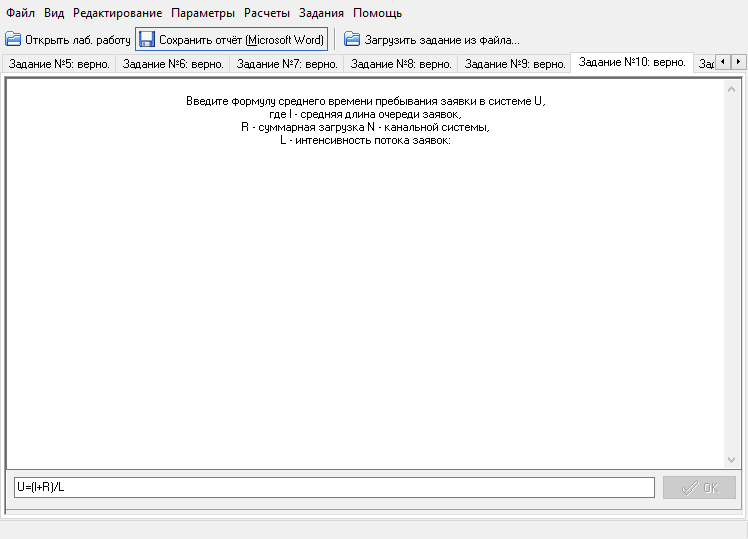 Файл Вид Редактирование Параметры Расчеты Задания Помощь
Открыть лаб. работу Сохранить отчёт (Microsoft Word) Загрузить задание из файла...
Задание №5: верно. Задание №6: верно. Задание №7: верно. Задание №8: верно. Задание №9: верно. Задание №10: верно. Зад
Введите формулу среднего времени пребывания заявки в системе U,
где l - средняя длина очереди заявок,
R - суммарная загрузка N - канальной системы,
L - интенсивность потока заявок:
U=(l+R)/L OK